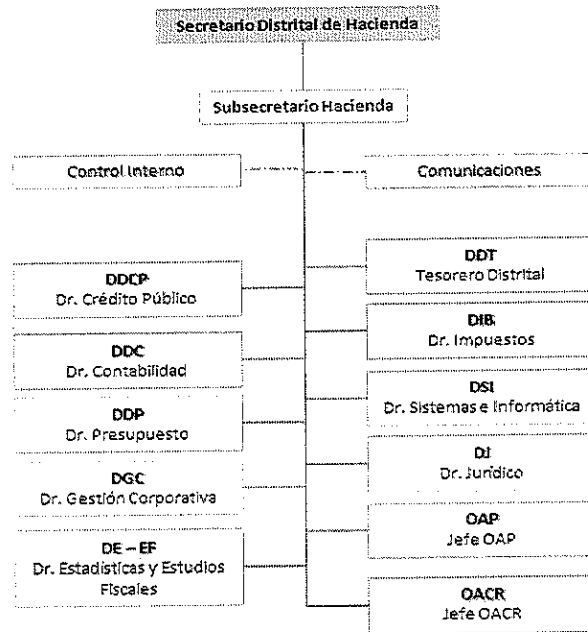 Secretario Distrital de Hacienda
Subsecretario Hacienda
Control Interno
Comunicaciones
DDCP
Dr. Crédito Público
DDC
Dr. Contabilidad
DDP
Dr. Presupuesto
DGC
Dr. Gestión Corporativa
DE – EF
Dr. Estadísticas y Estudios
Fiscales
DDT
Tesorero Distrital
DIB
Dr. Impuestos
DSI
Dr. Sistemas e Informática
DJ
Dr. Jurídico
OAP
Jefe OAP
OACR
Jefe OACR